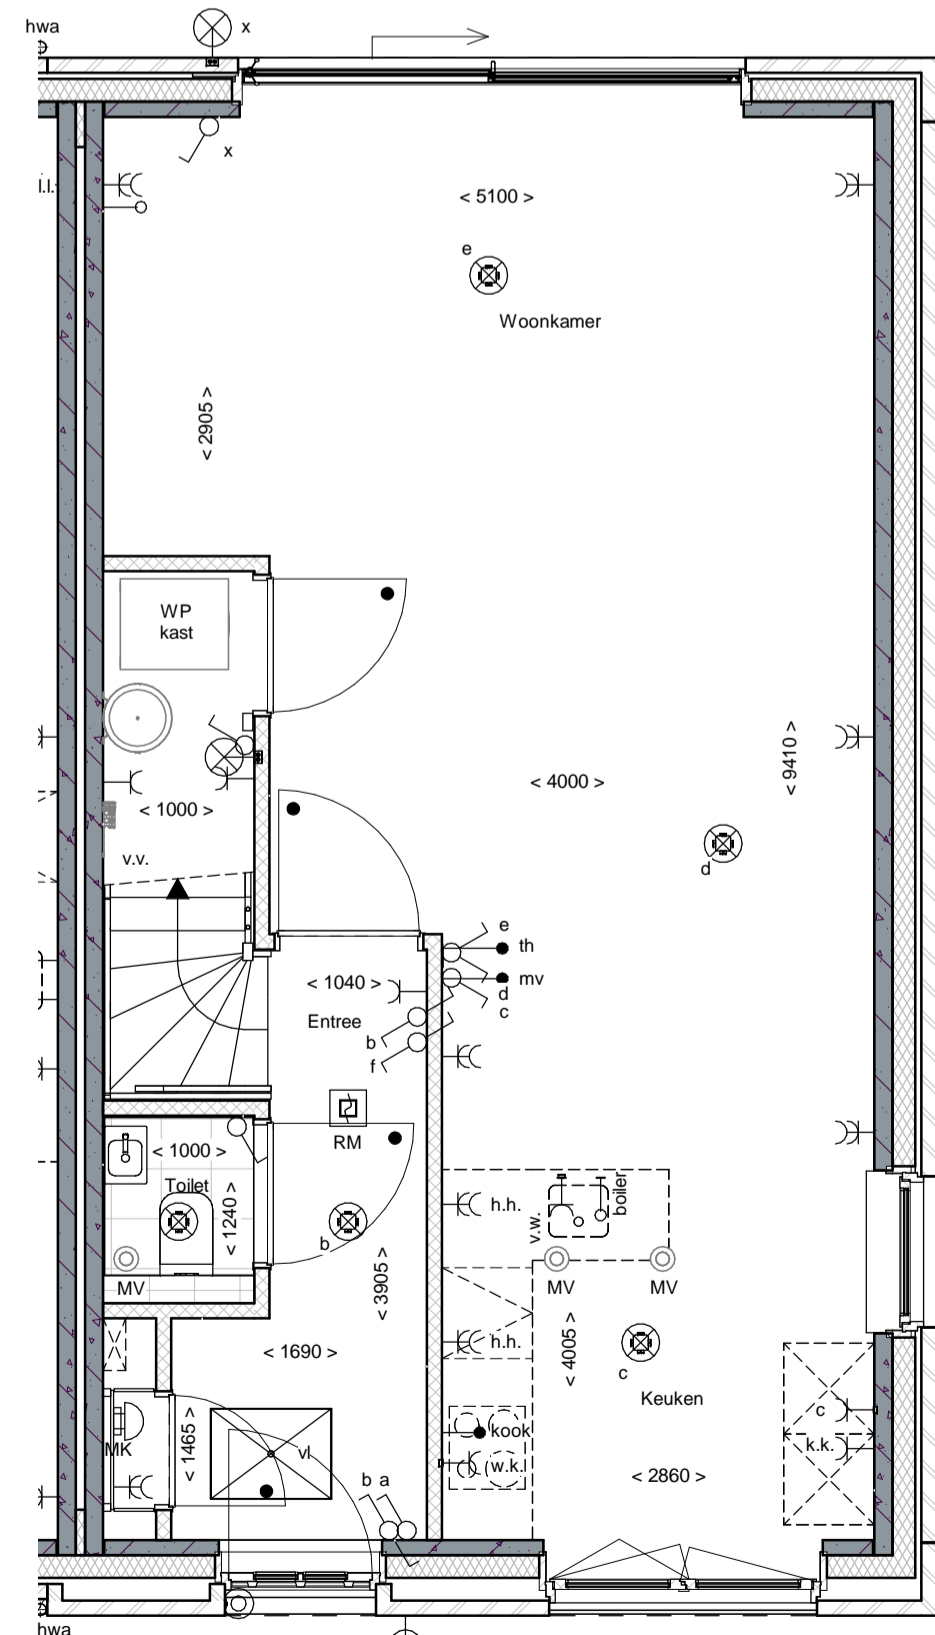 hwa
x
x
l.l.
< 5100 >
e
Woonkamer
< 2905 >
WP
kast
< 4000 >
< 9410 >
< 1000 >
v.v.
d
e
th
mv
d
c
< 1040 >
Entree
b
f
RM
< 1000 >
Toilet
< 1240 >
b
MV
h.h.
v.w.
boiler
MV
MV
< 3905 >
< 4005 >
h.h.
c
Keuken
< 1690 >
c
k.k.
kook
w.k.
MK
< 1465 >
vl
< 2860 >
b a
hwa